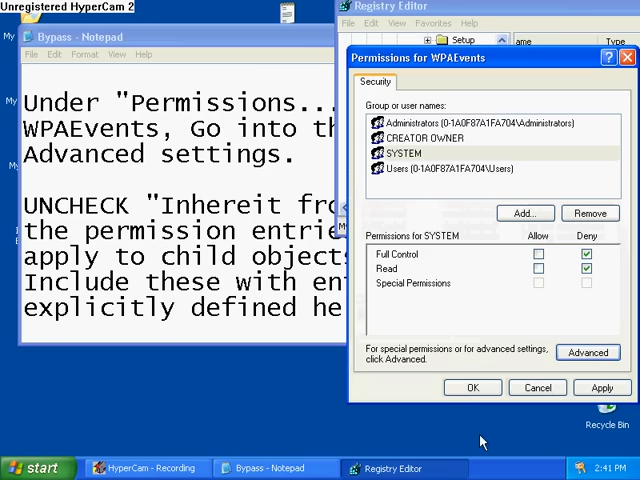 Unregistered HyperCam 2
Registry Editor
File Edit View Favorites Help
Setup
ame Type
My
My
My
My
Bypass - Notepad
File Edit Format View Help
Under "Permissions...
WPAEvents, Go into th
Advanced settings.
UNCHECK "Inhereit fro
the permission entrie
apply to child objects
Include these with en
explicitly defined he
Permissions for WPAEvents
Security
Group or user names:
Administrators (0-1A0F87A1FA704\Administrators)
CREATOR OWNER
SYSTEM
Users (0-1A0F87A1FA704\Users)
Add... Remove
Permissions for SYSTEM Allow Deny
Full Control
Read
Special Permissions
For special permissions or for advanced settings,
click Advanced.
Advanced
OK Cancel Apply
Recycle Bin
start HyperCam - Recording Bypass - Notepad Registry Editor 2:41 PM